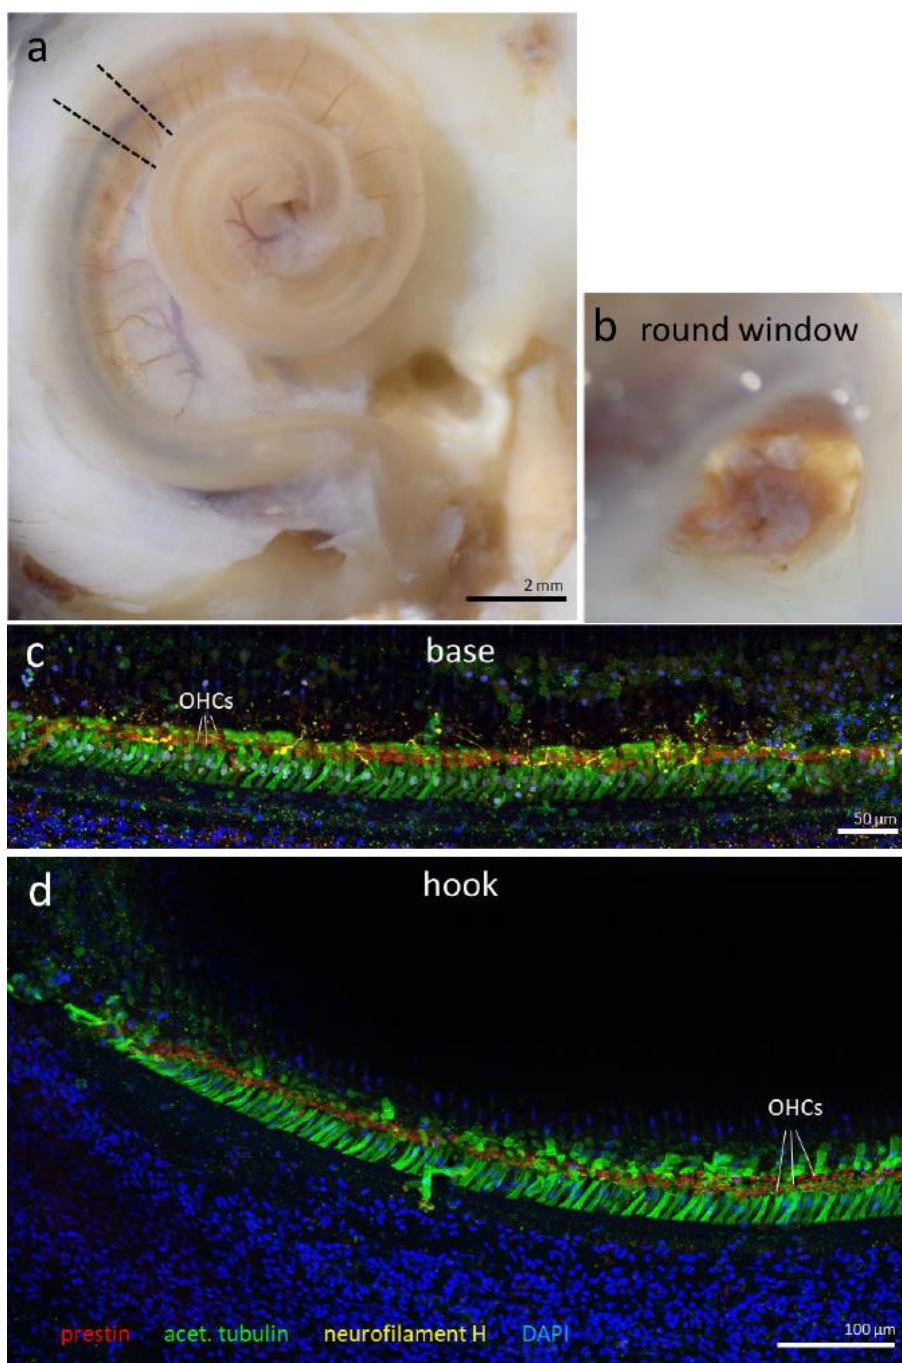 a
2 mm
b round window
c base
OHCs
50 µm
d hook
OHCs
prestin acet. tubulin neurofilament H DAPI
100 µm